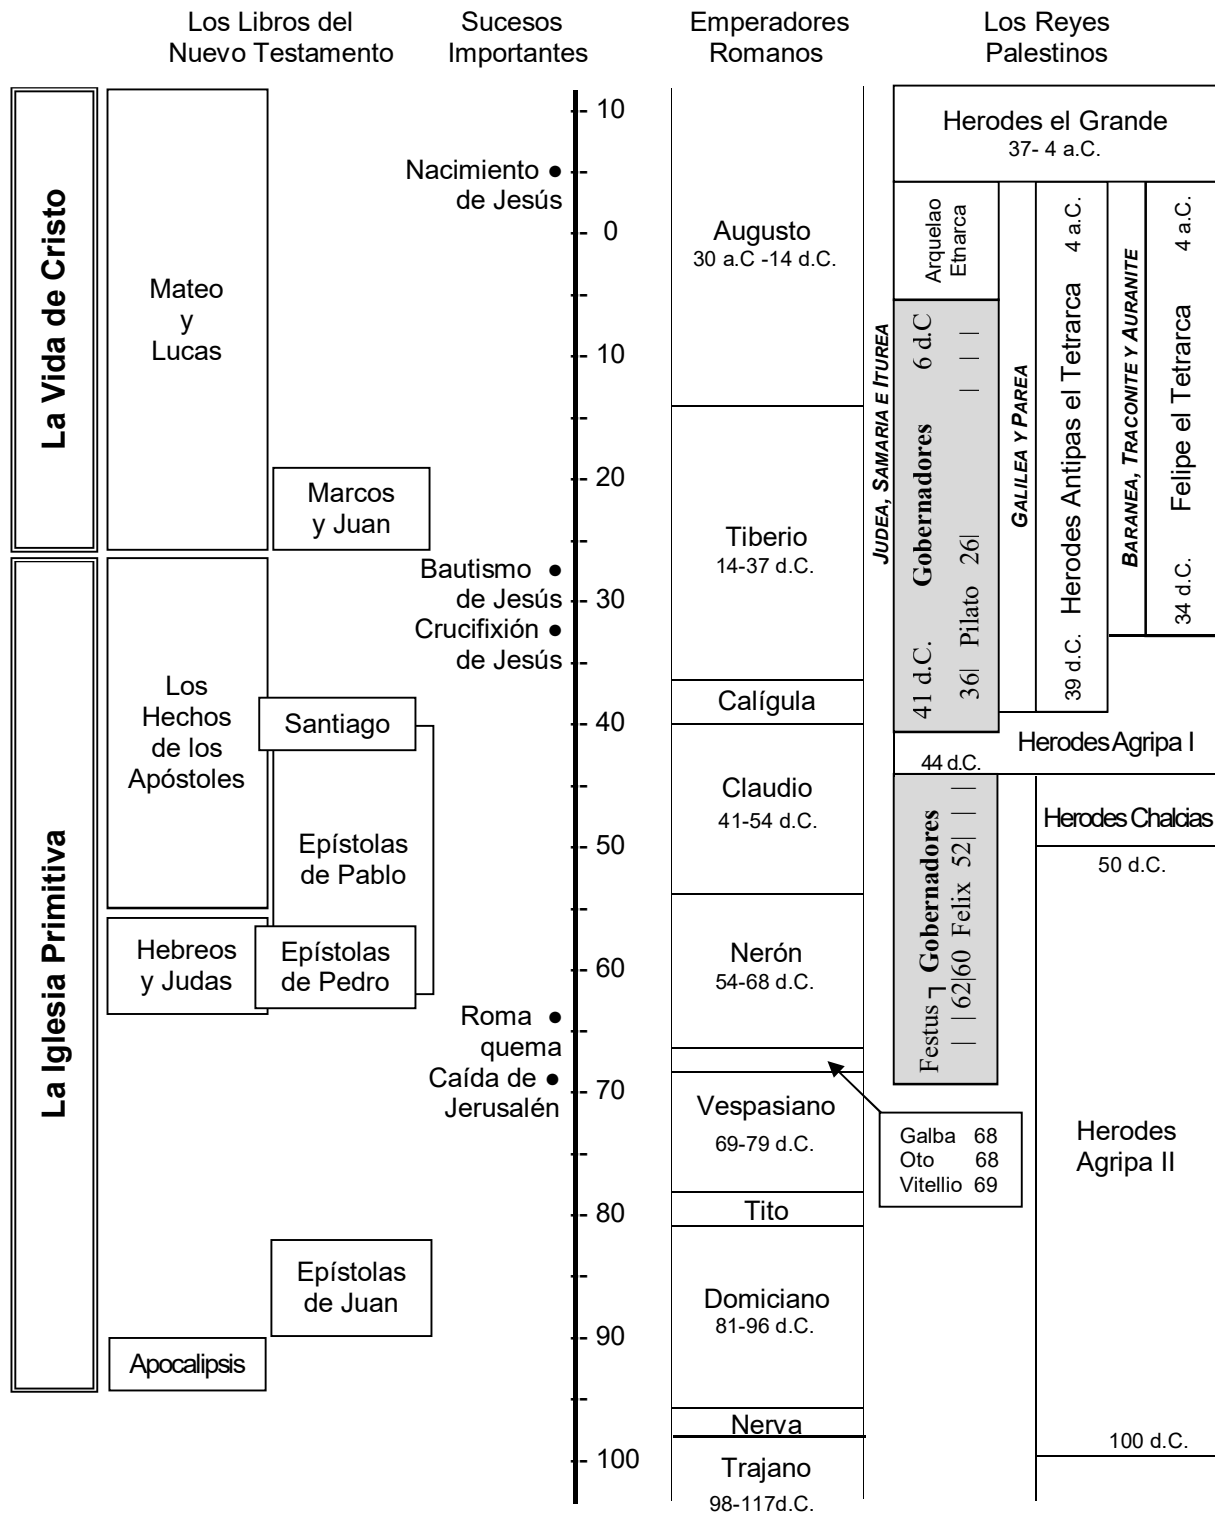 Los Libros del
Nuevo Testamento
Sucesos
Importantes
Emperadores
Romanos
Los Reyes
Palestinos
La Vida de Cristo
La Iglesia Primitiva
Mateo
y
Lucas
Marcos
y Juan
Los
Hechos
de los
Apóstoles
Santiago
Epístolas
de Pablo
Hebreos
y Judas
Epístolas
de Pedro
Epístolas
de Juan
Apocalipsis
Nacimiento ●
de Jesús
Bautismo ●
de Jesús
Crucifixión ●
de Jesús
Roma ●
quema
Caída de ●
Jerusalén
10
0
10
20
30
40
50
60
70
80
90
100
Augusto
30 a.C -14 d.C.
Tiberio
14-37 d.C.
Calígula
Claudio
41-54 d.C.
Nerón
54-68 d.C.
Vespasiano
69-79 d.C.
Tito
Domiciano
81-96 d.C.
Nerva
Trajano
98-117d.C.
Galba 68
Oto 68
Vitellio 69
Herodes el Grande
37- 4 a.C.
JUDEA, SAMARIA E ITUREA
Arquelao
Etnarca
41 d.C. Gobernadores 6 d.C
36| Pilato 26| | | |
GALILEA Y PAREA
39 d.C. Herodes Antipas el Tetrarca 4 a.C.
BARANEA, TRACONITE Y AURANITE
34 d.C. Felipe el Tetrarca 4 a.C.
Herodes Agripa I
44 d.C.
Festus ┐ Gobernadores
| | 62|60 Felix 52| | | |
Herodes Chalcias
50 d.C.
Herodes
Agripa II
100 d.C.